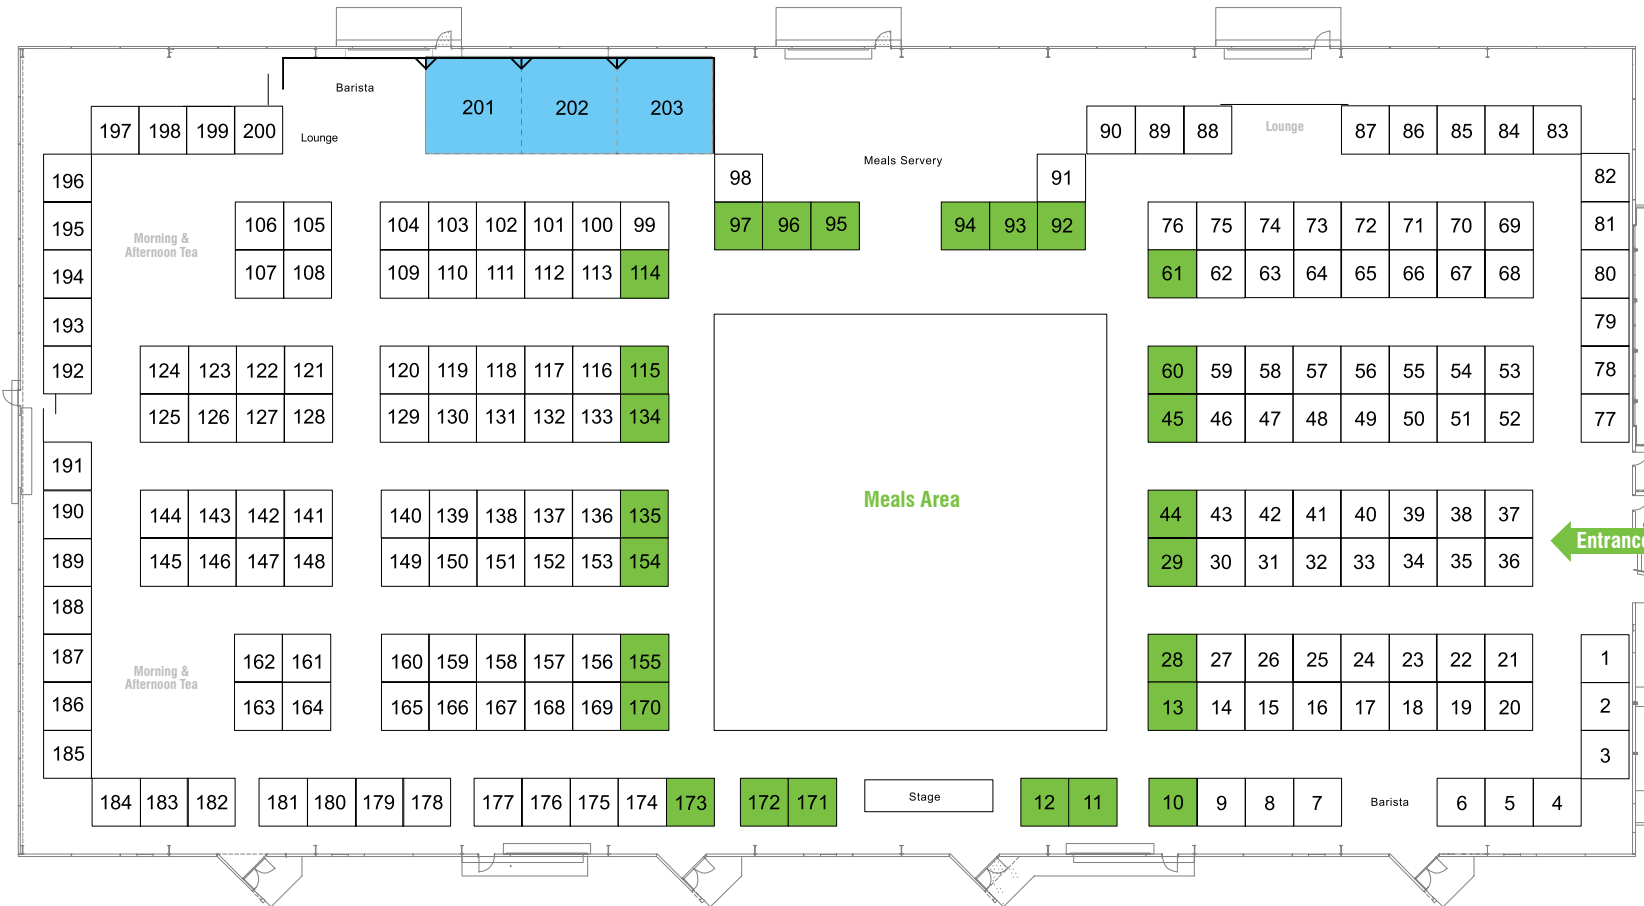 Barista
201 202 203
197 198 199 200
Lounge
90 89 88
Lounge
87 86 85 84 83
Meals Servery
196
98
91
82
195
Morning &
Afternoon Tea
106 105
104 103 102 101 100 99
97 96 95
94 93 92
76 75 74 73 72 71 70 69
81
194
107 108
109 110 111 112 113 114
61 62 63 64 65 66 67 68
80
193
79
192
124 123 122 121
120 119 118 117 116 115
60 59 58 57 56 55 54 53
78
125 126 127 128
129 130 131 132 133 134
45 46 47 48 49 50 51 52
77
191
190
144 143 142 141
140 139 138 137 136 135
Meals Area
44 43 42 41 40 39 38 37
Entrance
189
145 146 147 148
149 150 151 152 153 154
29 30 31 32 33 34 35 36
188
187
Morning &
Afternoon Tea
162 161
160 159 158 157 156 155
28 27 26 25 24 23 22 21
1
186
163 164
165 166 167 168 169 170
13 14 15 16 17 18 19 20
2
185
3
184 183 182
181 180 179 178
177 176 175 174 173
172 171
Stage
12 11
10 9 8 7
Barista
6 5 4